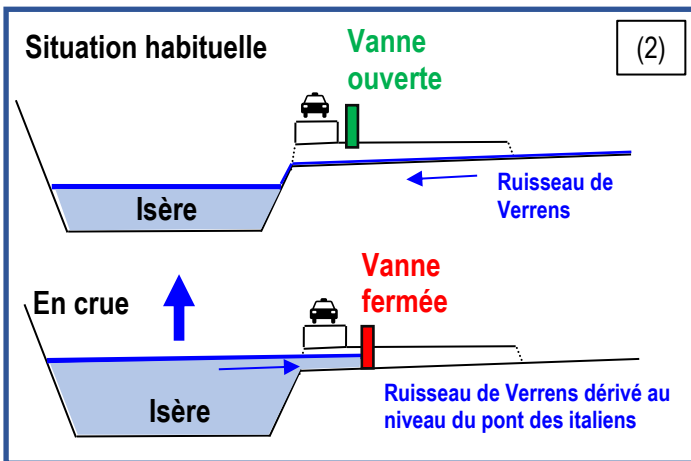 Situation habituelle
Vanne
ouverte
(2)
Isère
Ruisseau de
Verrens
En crue
Vanne
fermée
Isère
Ruisseau de Verrens dérivé au
niveau du pont des italiens